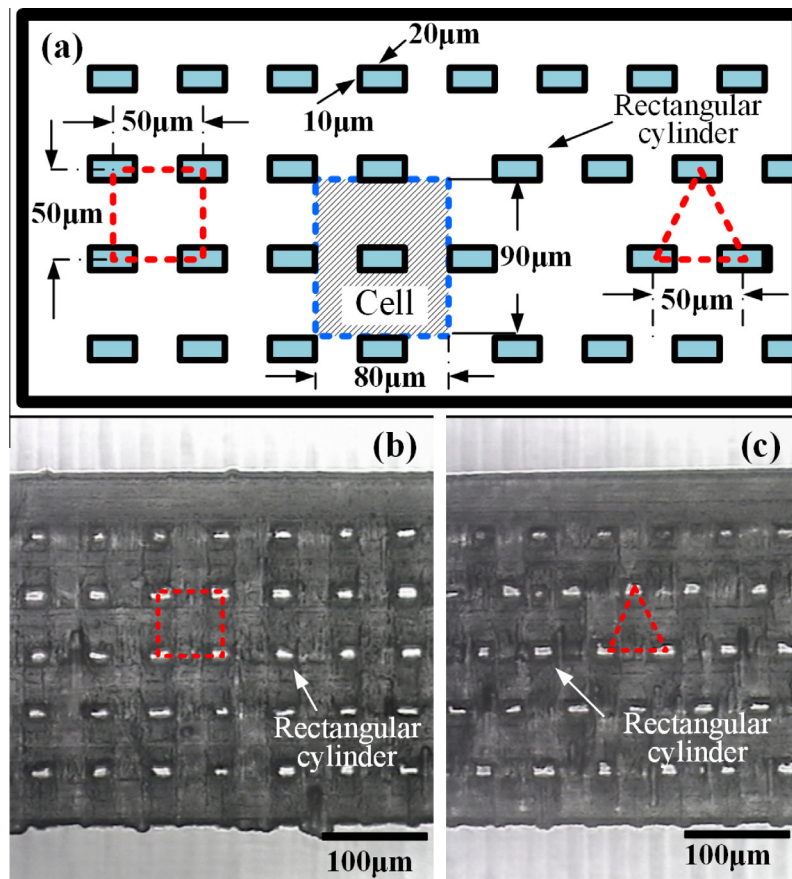 (a)
20μm
50μm
10μm
Rectangular
cylinder
50μm
90μm
Cell
50μm
80μm
(b)
(c)
Rectangular
cylinder
Rectangular
cylinder
100μm
100μm